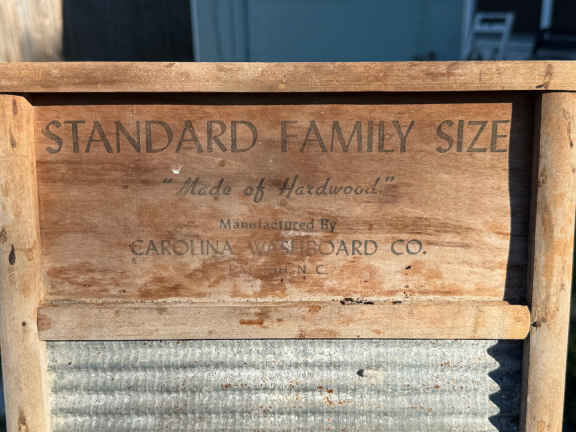 STANDARD FAMILY SIZE
"Made of Hardwood."
Manufactured By
CAROLINA WASHBOARD CO.
N. C.